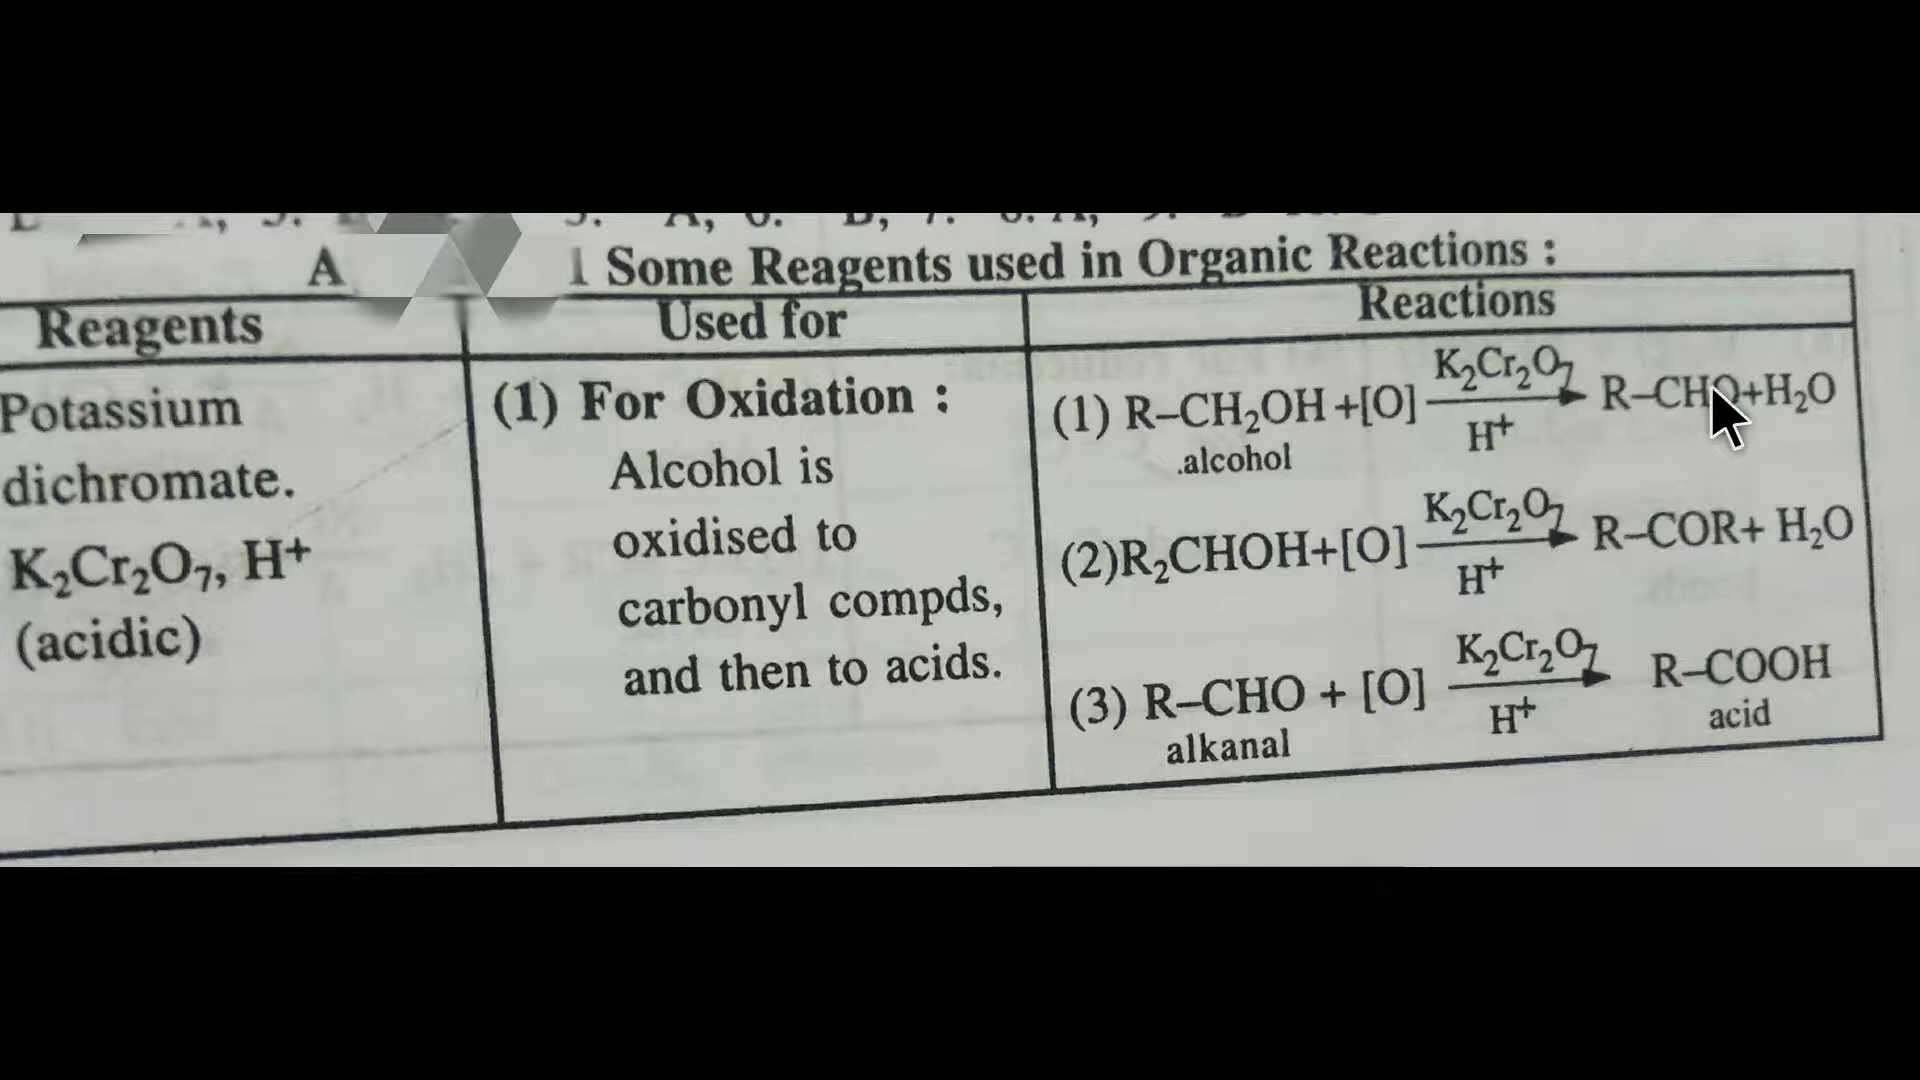 A 1 Some Reagents used in Organic Reactions :
Reagents Used for Reactions
Potassium
dichromate.
K₂Cr₂O₇, H⁺
(acidic)
(1) For Oxidation :
Alcohol is
oxidised to
carbonyl compds,
and then to acids.
(1) R–CH₂OH +[O] K₂Cr₂O₇ H⁺ R–CHO+H₂O
.alcohol
(2)R₂CHOH+[O] K₂Cr₂O₇ H⁺ R–COR+ H₂O
(3) R–CHO + [O] K₂Cr₂O₇ H⁺ R–COOH
alkanal acid